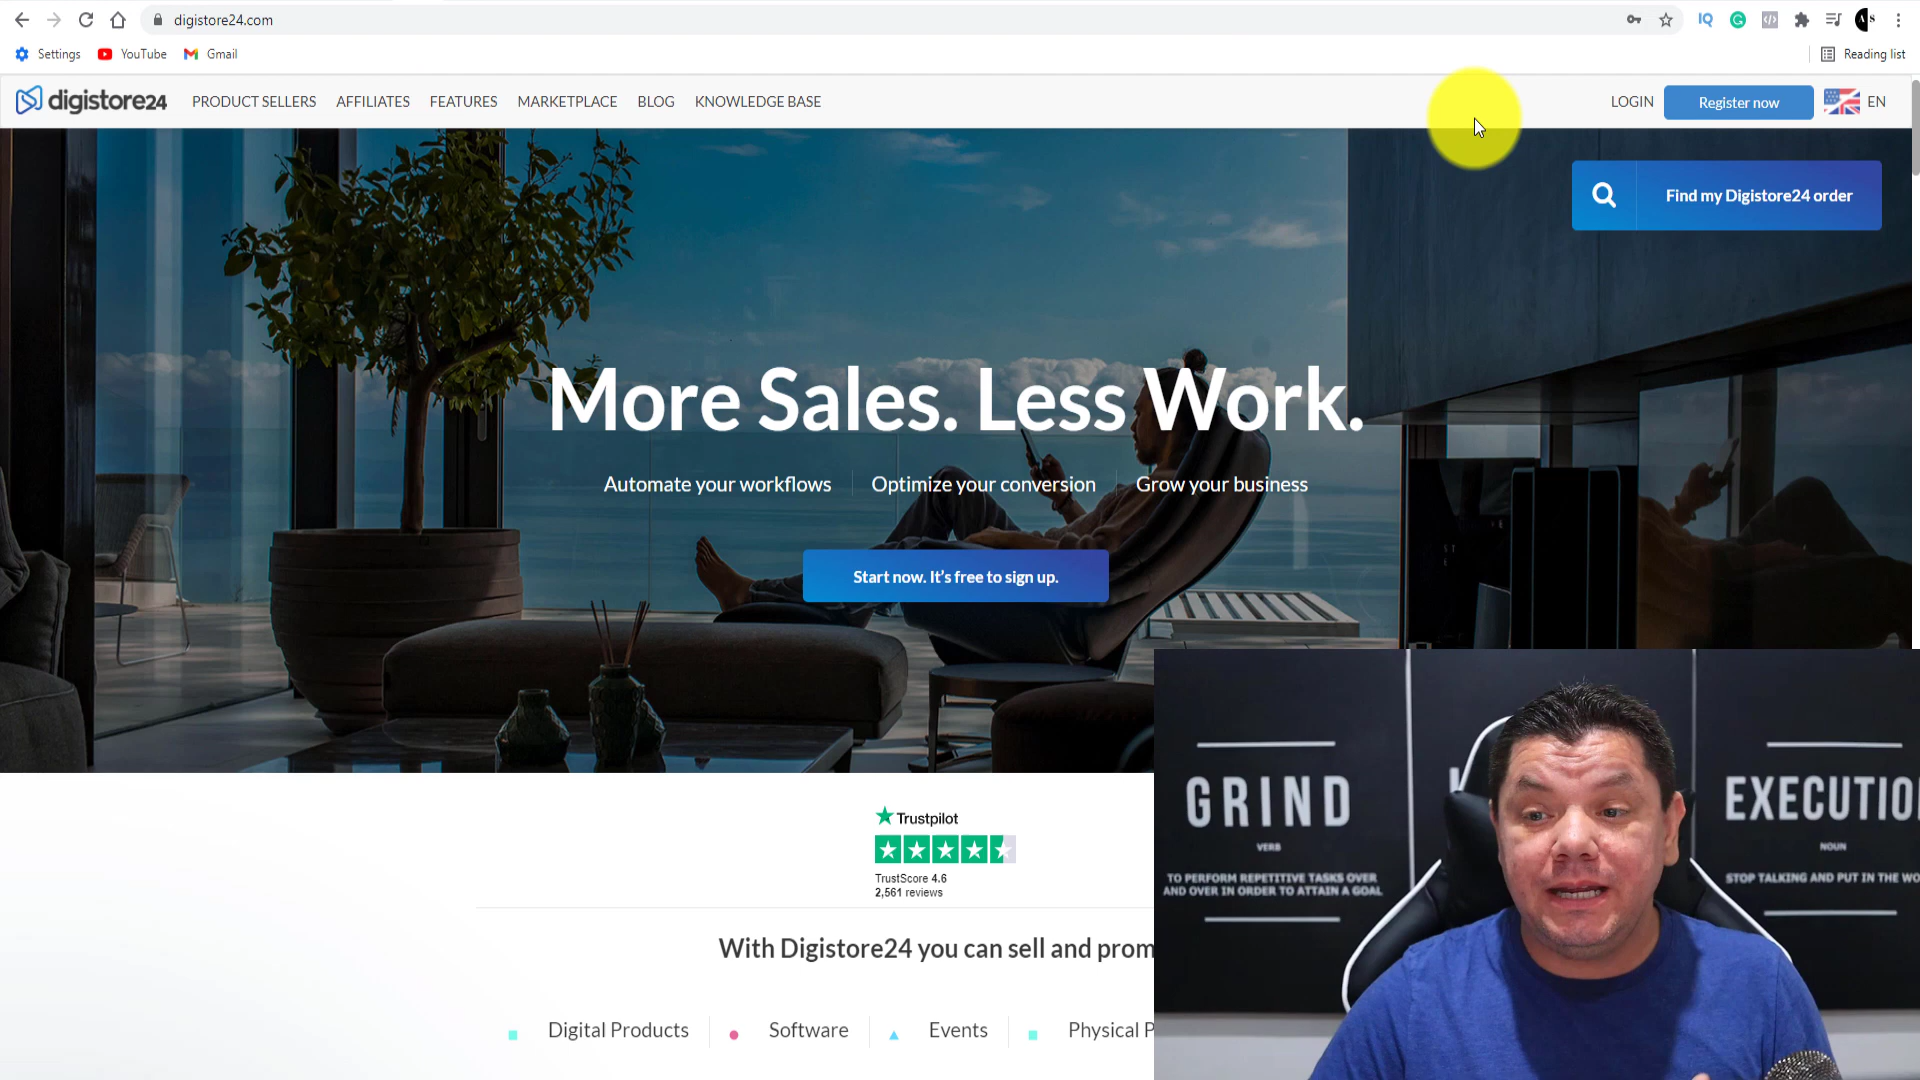 digistore24.com
IQ
A S
Settings
YouTube
Gmail
Reading list
digistore24
PRODUCT SELLERS
AFFILIATES
FEATURES
MARKETPLACE
BLOG
KNOWLEDGE BASE
LOGIN
Register now
EN
Find my Digistore24 order
More Sales. Less Work.
Automate your workflows
Optimize your conversion
Grow your business
Start now. It's free to sign up.
Trustpilot
TrustScore 4.6
2,561 reviews
With Digistore24 you can sell and prom
Digital Products
Software
Events
Physical P
GRIND
VERB
TO PERFORM REPETITIVE TASKS OVER
AND OVER IN ORDER TO ATTAIN A GOAL
EXECUTIO
NOUN
STOP TALKING AND PUT IN THE WO